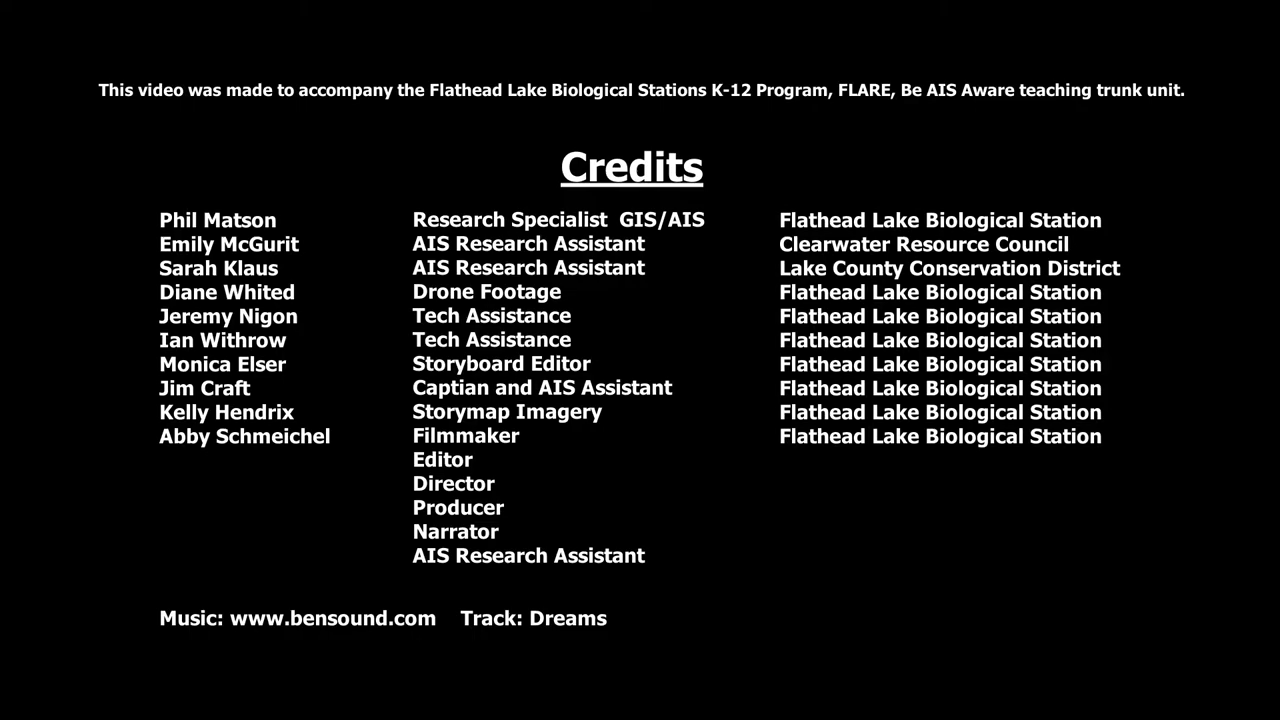 This video was made to accompany the Flathead Lake Biological Stations K-12 Program, FLARE, Be AIS Aware teaching trunk unit.
Credits
Phil Matson Research Specialist GIS/AIS Flathead Lake Biological Station
Emily McGurit AIS Research Assistant Clearwater Resource Council
Sarah Klaus AIS Research Assistant Lake County Conservation District
Diane Whited Drone Footage Flathead Lake Biological Station
Jeremy Nigon Tech Assistance Flathead Lake Biological Station
Ian Withrow Tech Assistance Flathead Lake Biological Station
Monica Elser Storyboard Editor Flathead Lake Biological Station
Jim Craft Captian and AIS Assistant Flathead Lake Biological Station
Kelly Hendrix Storymap Imagery Flathead Lake Biological Station
Abby Schmeichel Filmmaker Flathead Lake Biological Station
Editor
Director
Producer
Narrator
AIS Research Assistant
Music: www.bensound.com Track: Dreams